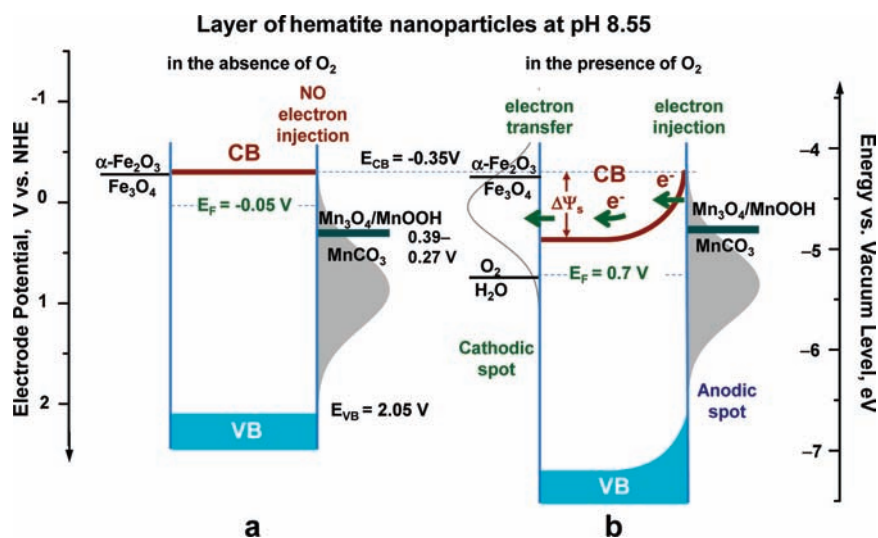 Layer of hematite nanoparticles at pH 8.55
in the absence of O₂
NO
electron
injection
CB
α-Fe₂O₃
Fe₃O₄
E_CB = -0.35V
E_F = -0.05 V
Mn₃O₄/MnOOH
MnCO₃
0.39–
0.27 V
E_VB = 2.05 V
VB
Electrode Potential, V vs. NHE
-1
0
1
2
a
in the presence of O₂
electron
transfer
electron
injection
α-Fe₂O₃
Fe₃O₄
CB
e⁻
e⁻
ΔΨₛ
Mn₃O₄/MnOOH
MnCO₃
O₂
H₂O
E_F = 0.7 V
Cathodic
spot
Anodic
spot
VB
Energy vs. Vacuum Level, eV
–4
–5
–6
–7
b